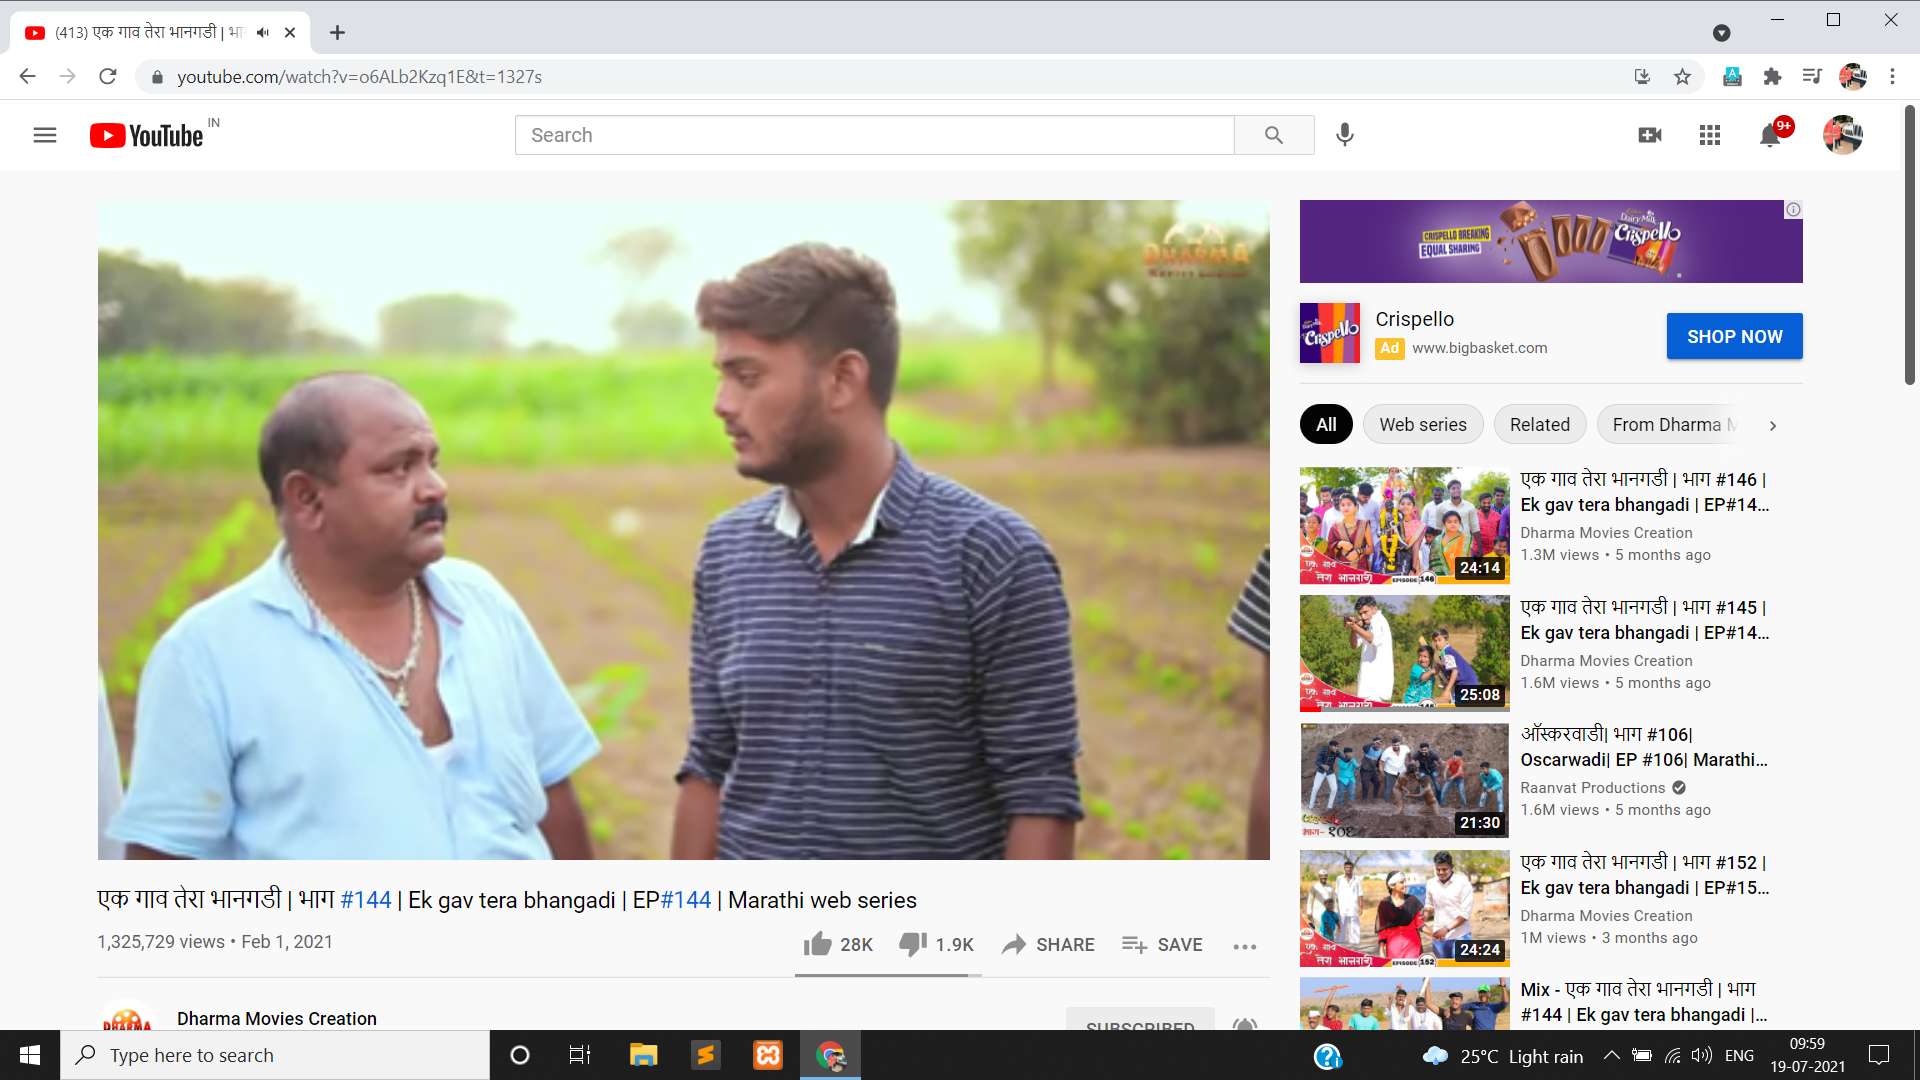 (413) एक गाव तेरा भानगडी | भाग
youtube.com/watch?v=o6ALb2Kzq1E&t=1327s
YouTube IN
Search
9+
DHARMA
CRISPELLO BREAKING
EQUAL SHARING
Dairy Milk
Crispello
Crispello
Crispello
Ad www.bigbasket.com
SHOP NOW
All
Web series
Related
From Dharma M
एक गाव तेरा भानगडी | भाग #146 |
Ek gav tera bhangadi | EP#14...
Dharma Movies Creation
1.3M views • 5 months ago
EPISODE 146
24:14
एक गाव तेरा भानगडी | भाग #145 |
Ek gav tera bhangadi | EP#14...
Dharma Movies Creation
1.6M views • 5 months ago
25:08
ऑस्करवाडी| भाग #106|
Oscarwadi| EP #106| Marathi...
Raanvat Productions
1.6M views • 5 months ago
भाग- १०६
21:30
एक गाव तेरा भानगडी | भाग #152 |
Ek gav tera bhangadi | EP#15...
Dharma Movies Creation
1M views • 3 months ago
EPISODE 152
24:24
Mix - एक गाव तेरा भानगडी | भाग
#144 | Ek gav tera bhangadi |...
एक गाव तेरा भानगडी | भाग #144 | Ek gav tera bhangadi | EP#144 | Marathi web series
1,325,729 views • Feb 1, 2021
28K
1.9K
SHARE
SAVE
DHARMA
Dharma Movies Creation
SUBSCRIBED
Type here to search
25°C Light rain
ENG
09:59
19-07-2021